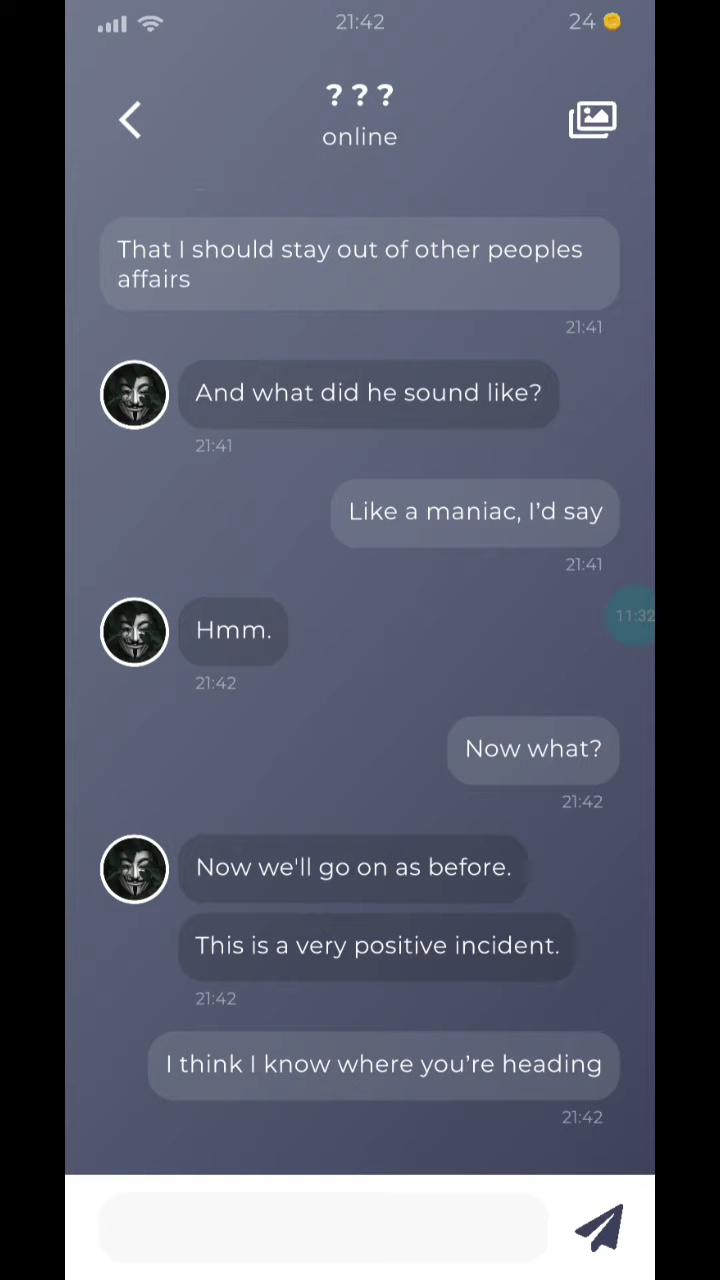 21:42
24
???
online
That I should stay out of other peoples
affairs
21:41
And what did he sound like?
21:41
Like a maniac, I’d say
21:41
11:32
Hmm.
21:42
Now what?
21:42
Now we'll go on as before.
This is a very positive incident.
21:42
I think I know where you’re heading
21:42